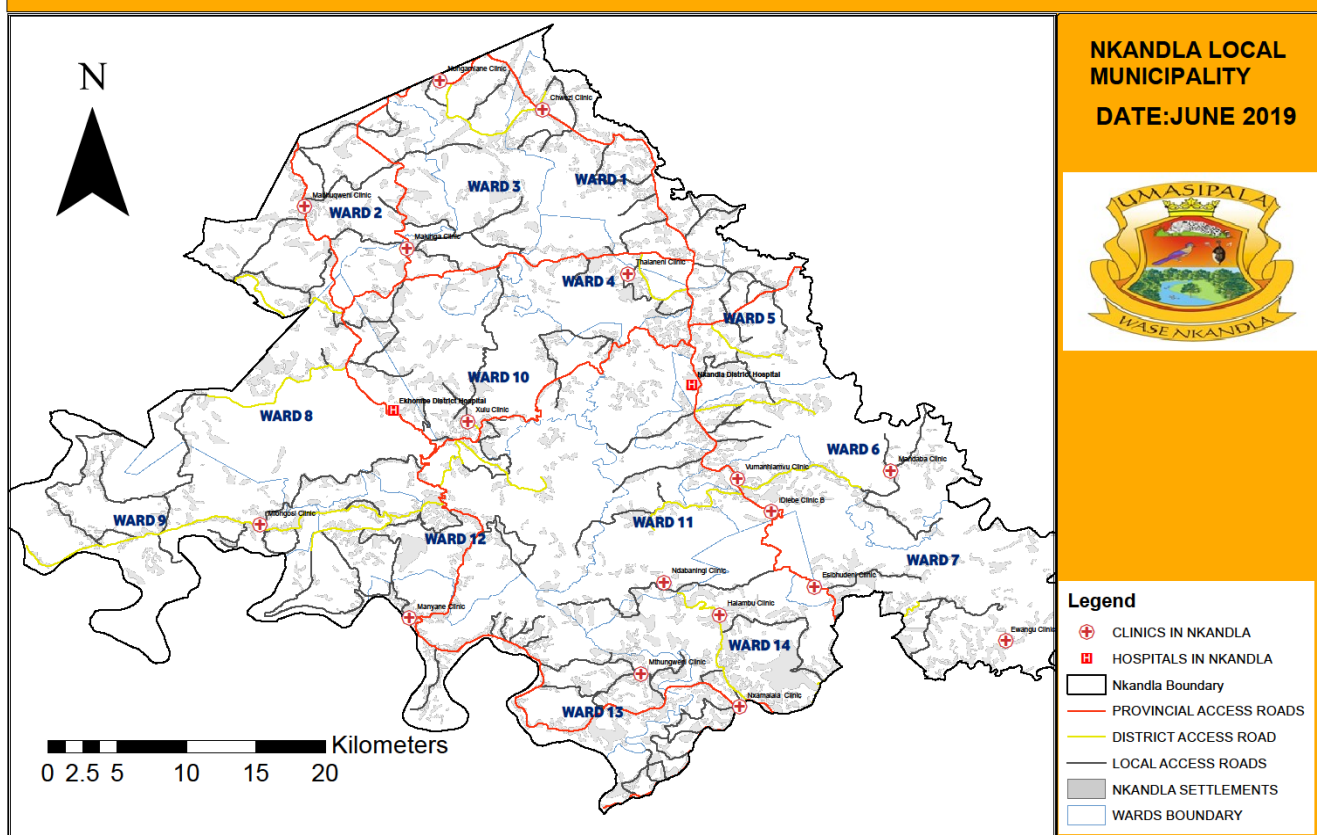 NKANDLA LOCAL
MUNICIPALITY
DATE:JUNE 2019
UMASIPALA
WASE NKANDLA
N
Chwezi Clinic
WARD 3
WARD 1
WARD 2
Makhaga Clinic
Thalaneni Clinic
WARD 4
WARD 5
Nkandla District Hospital
WARD 10
Ekhombe District Hospital
Xulu Clinic
WARD 8
WARD 6
Mandaba Clinic
Vumanhlamvu Clinic
WARD 9
WARD 11
WARD 12
WARD 7
Ndabaningi Clinic
Halambu Clinic
Manyane Clinic
Ewangu Clinic
WARD 14
Mthungweni Clinic
Nxamalala Clinic
WARD 13
Kilometers
0 2.5 5 10 15 20
Legend
CLINICS IN NKANDLA
HOSPITALS IN NKANDLA
Nkandla Boundary
PROVINCIAL ACCESS ROADS
DISTRICT ACCESS ROAD
LOCAL ACCESS ROADS
NKANDLA SETTLEMENTS
WARDS BOUNDARY